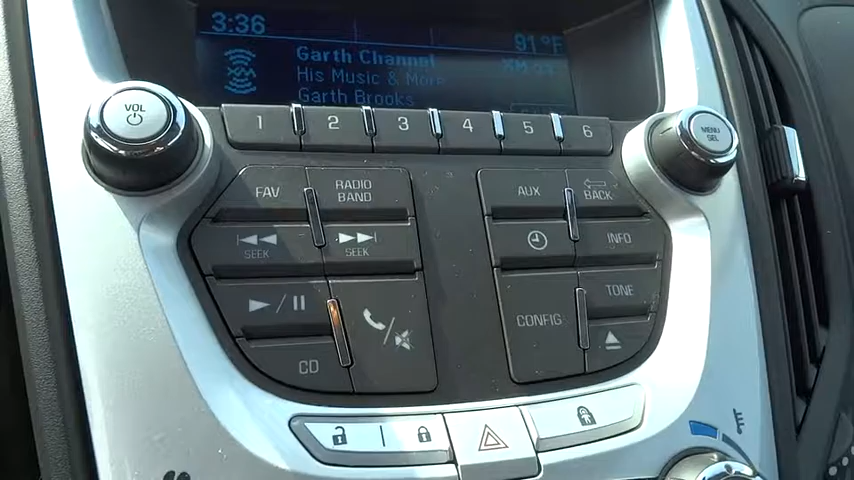 3:36
91°F
Garth Channel
His Music & More
Garth Brooks
VOL
1 2 3 4 5 6
MENU
SEL
FAV
RADIO
BAND
AUX
BACK
SEEK
SEEK
INFO
CONFIG
TONE
CD